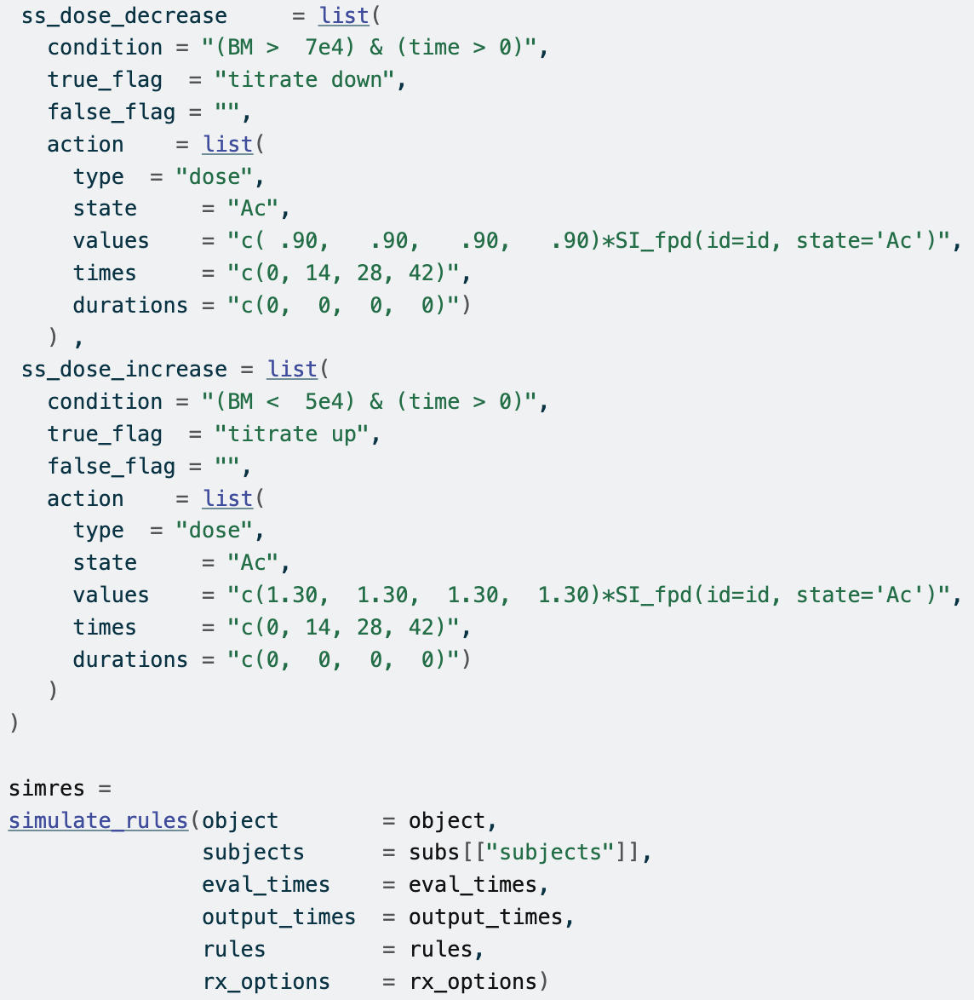 ss_dose_decrease     = list(
   condition = "(BM >  7e4) & (time > 0)",
   true_flag  = "titrate down",
   false_flag = "",
   action    = list(
     type  = "dose",
     state     = "Ac",
     values    = "c( .90,   .90,   .90,   .90)*SI_fpd(id=id, state='Ac')",
     times     = "c(0, 14, 28, 42)",
     durations = "c(0,  0,  0,  0)")
   ) ,
 ss_dose_increase = list(
   condition = "(BM <  5e4) & (time > 0)",
   true_flag  = "titrate up",
   false_flag = "",
   action    = list(
     type  = "dose",
     state     = "Ac",
     values    = "c(1.30,  1.30,  1.30,  1.30)*SI_fpd(id=id, state='Ac')",
     times     = "c(0, 14, 28, 42)",
     durations = "c(0,  0,  0,  0)")
   )
)
simres =
simulate_rules(object        = object,
               subjects      = subs[["subjects"]],
               eval_times    = eval_times,
               output_times  = output_times,
               rules         = rules,
               rx_options    = rx_options)